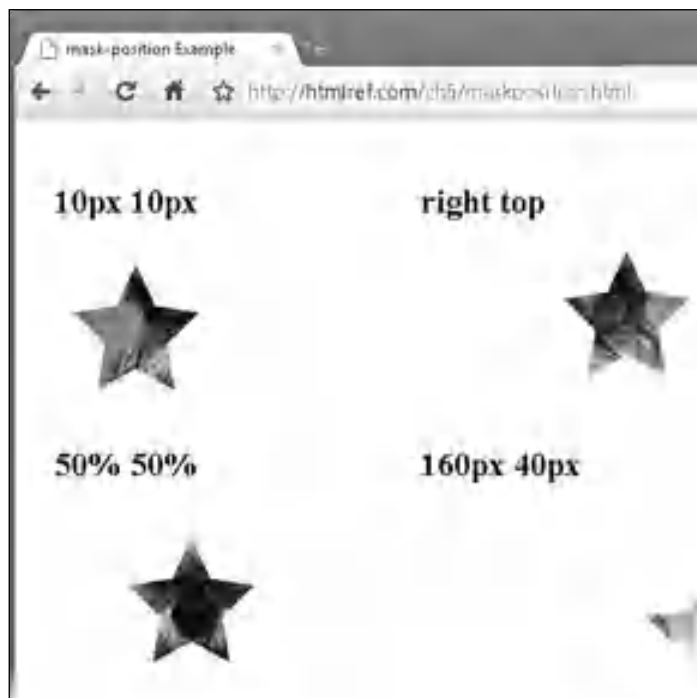 mask-position Example
http://htmlref.com/ch5/maskposition.html
10px 10px
right top
50% 50%
160px 40px